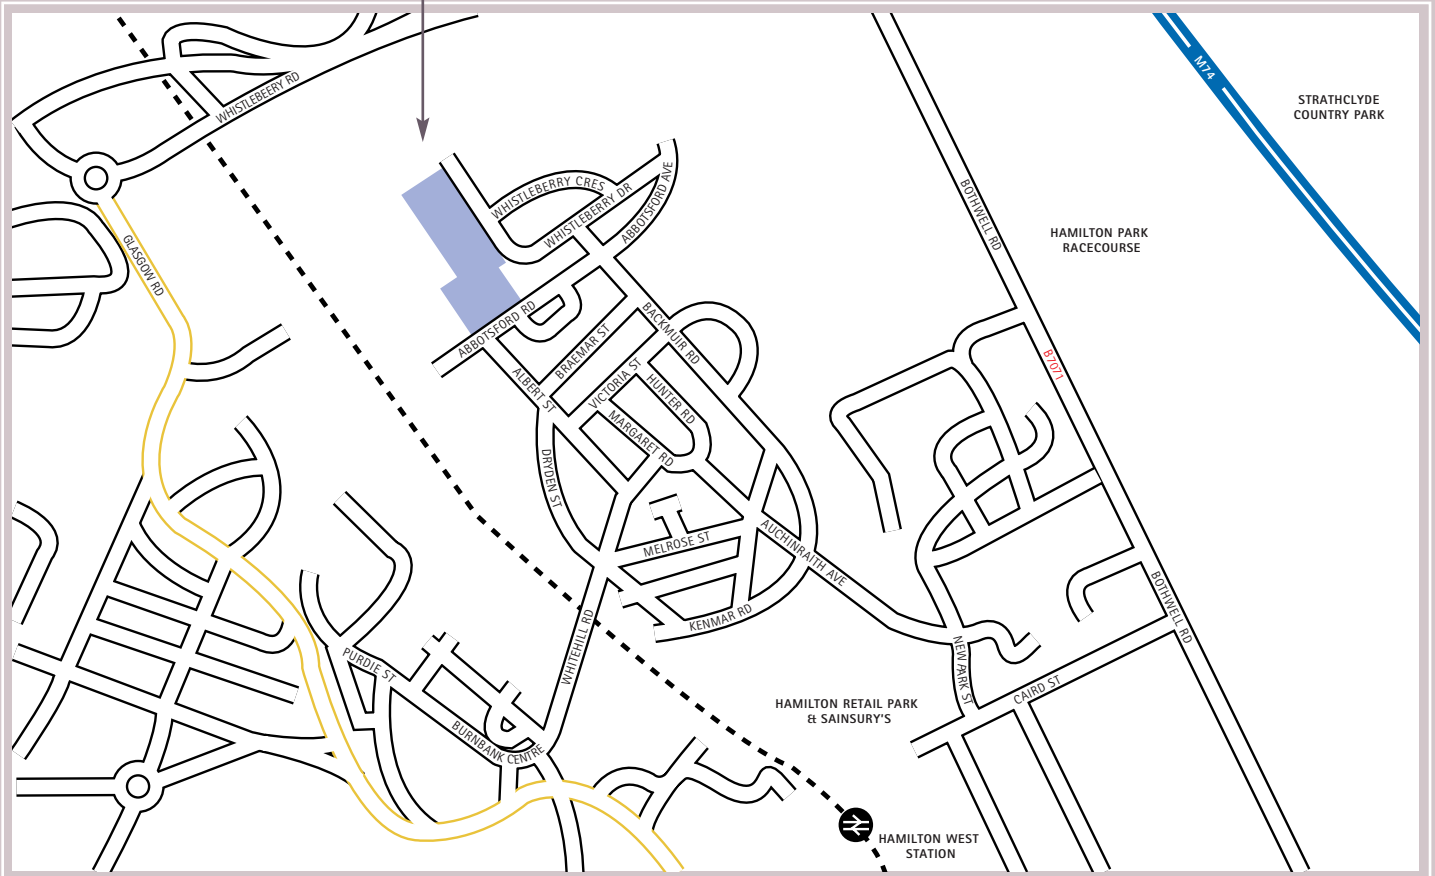 WHISTLEBEERY RD
M74
STRATHCLYDE
COUNTRY PARK
GLASGOW RD
WHISTLEBERRY CRES
WHISTLEBERRY DR
ABBOTSFORD AVE
BOTHWELL RD
HAMILTON PARK
RACECOURSE
ABBOTSFORD RD
BACKMUIR RD
BRAEMAR ST
ALBERT ST
VICTORIA ST
HUNTER RD
MARGARET RD
B7071
DRYDEN ST
MELROSE ST
AUCHINRAITH AVE
KENMAR RD
BOTHWELL RD
WHITEHILL RD
PURDIE ST
NEW PARK ST
CAIRD ST
HAMILTON RETAIL PARK
& SAINSURY'S
BURNBANK CENTRE
HAMILTON WEST
STATION